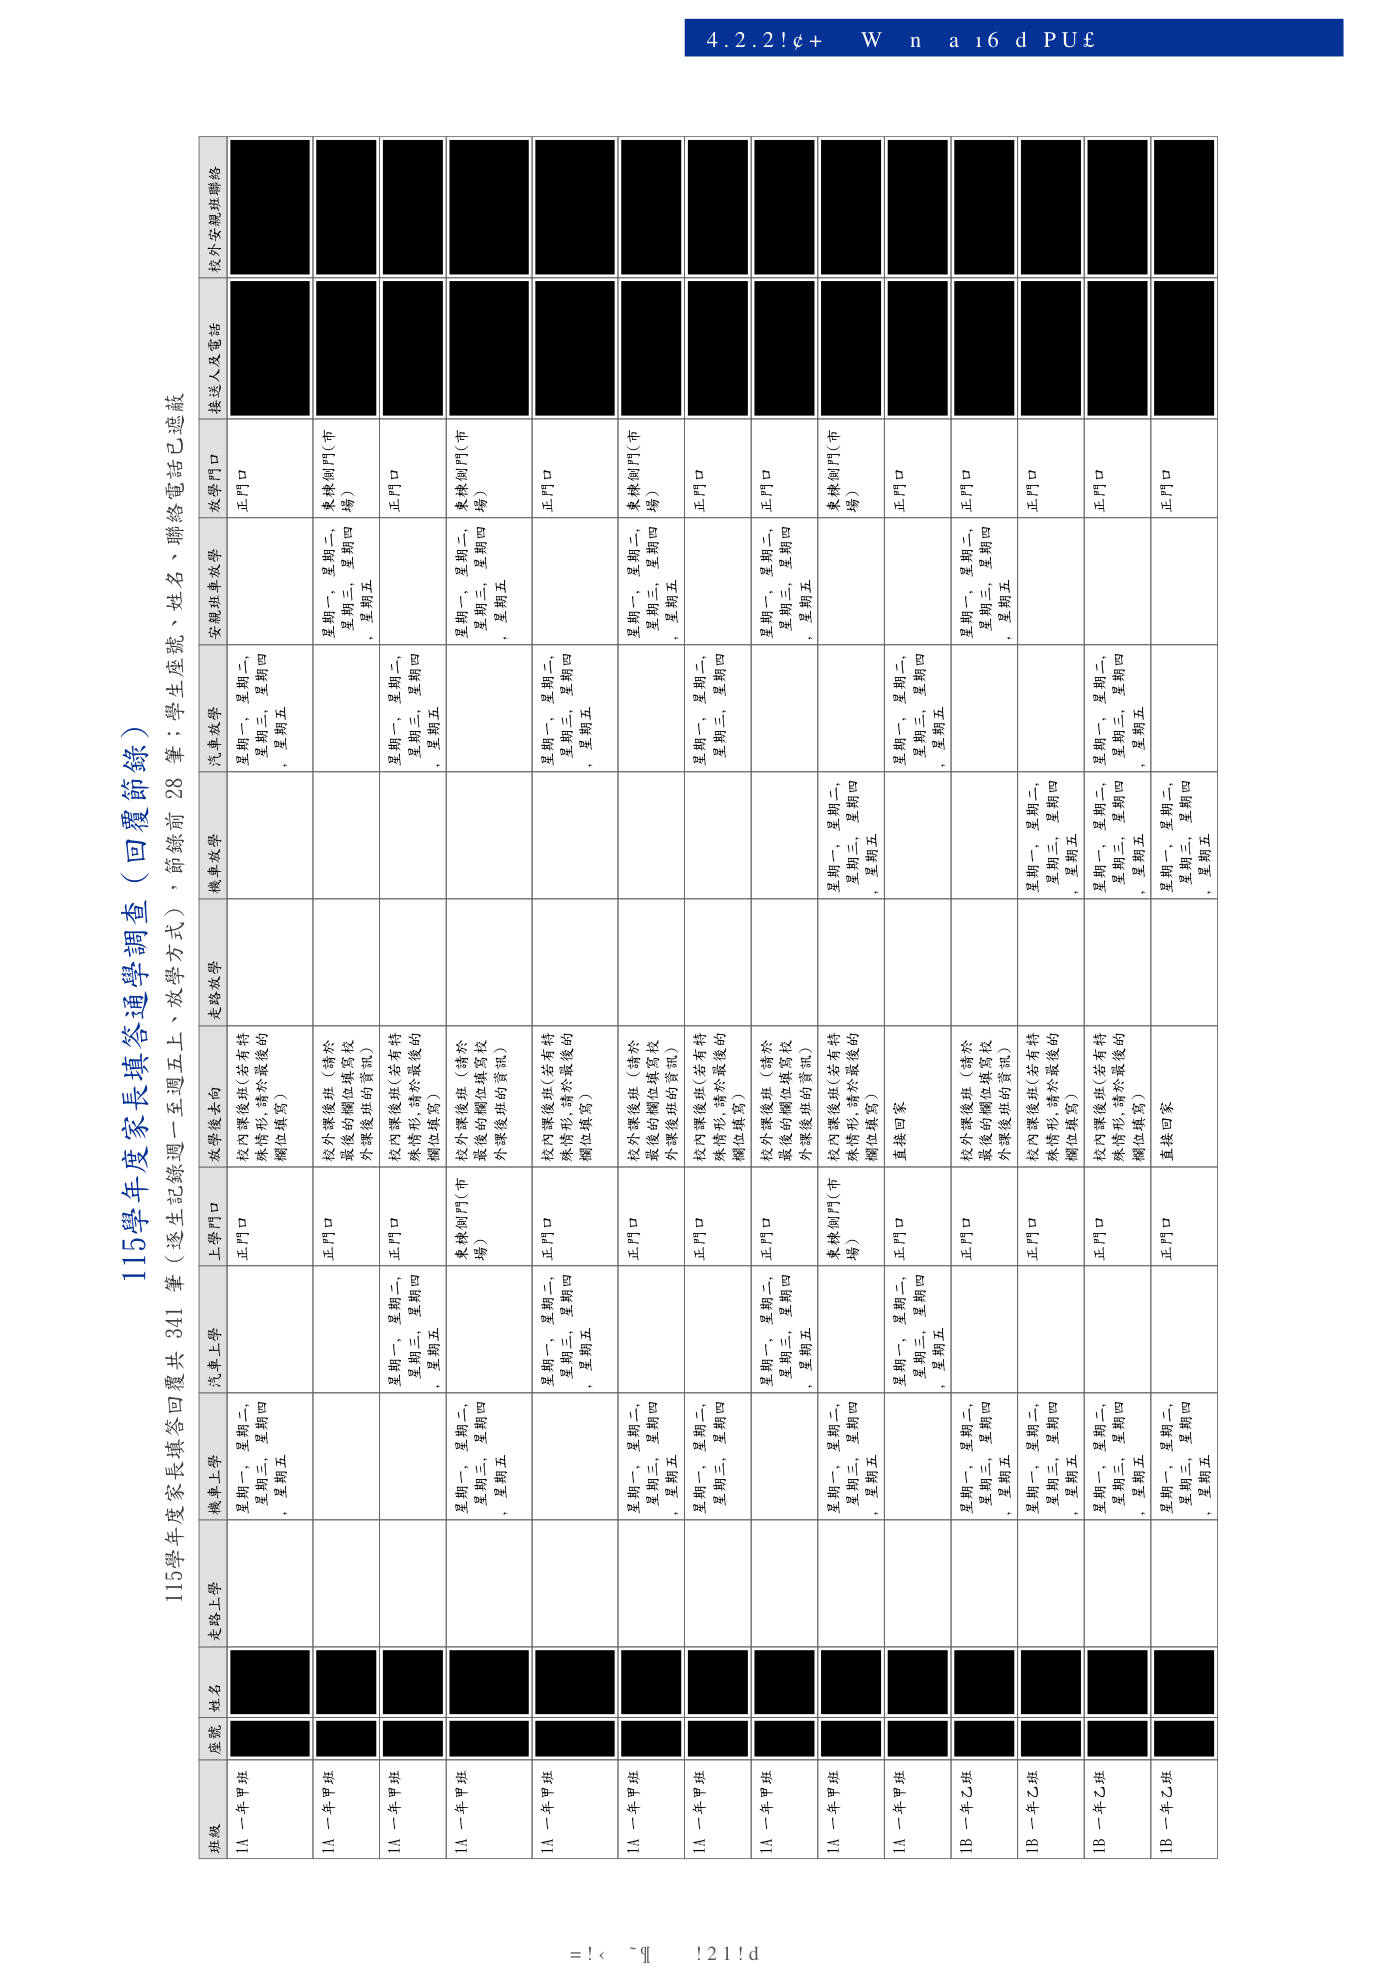 4.2.2!¢+ W n a ı6 d PU£
115學年度家長填答通學調查（回覆節錄）
115學年度家長填答回覆共 341 筆（逐生記錄週一至週五上、放學方式），節錄前 28 筆；學生座號、姓名、聯絡電話已遮蔽
班級 座號 姓名 走路上學 機車上學 汽車上學 上學門口 放學後去向 走路放學 機車放學 汽車放學 安親班車放學 放學門口 接送人及電話 校外安親班聯絡
1A 一年甲班 星期一, 星期二, 正門口 校內課後班(若有特 星期一, 星期二, 正門口
星期三, 星期四 殊情形,請於最後的 星期三, 星期四
, 星期五 欄位填寫) , 星期五
1A 一年甲班 正門口 校外課後班（請於 星期一, 星期二, 東棟側門(市
最後的欄位填寫校 星期三, 星期四 場)
外課後班的資訊） , 星期五
1A 一年甲班 星期一, 星期二, 正門口 校內課後班(若有特 星期一, 星期二, 正門口
星期三, 星期四 殊情形,請於最後的 星期三, 星期四
, 星期五 欄位填寫) , 星期五
1A 一年甲班 星期一, 星期二, 東棟側門(市 校外課後班（請於 星期一, 星期二, 東棟側門(市
星期三, 星期四 場) 最後的欄位填寫校 星期三, 星期四 場)
, 星期五 外課後班的資訊） , 星期五
1A 一年甲班 星期一, 星期二, 正門口 校內課後班(若有特 星期一, 星期二, 正門口
星期三, 星期四 殊情形,請於最後的 星期三, 星期四
, 星期五 欄位填寫) , 星期五
1A 一年甲班 星期一, 星期二, 正門口 校外課後班（請於 星期一, 星期二, 東棟側門(市
星期三, 星期四 最後的欄位填寫校 星期三, 星期四 場)
, 星期五 外課後班的資訊） , 星期五
1A 一年甲班 星期一, 星期二, 正門口 校內課後班(若有特 星期一, 星期二, 正門口
星期三, 星期四 殊情形,請於最後的 星期三, 星期四
欄位填寫)
1A 一年甲班 星期一, 星期二, 正門口 校外課後班（請於 星期一, 星期二, 正門口
星期三, 星期四 最後的欄位填寫校 星期三, 星期四
, 星期五 外課後班的資訊） , 星期五
1A 一年甲班 星期一, 星期二, 東棟側門(市 校內課後班(若有特 星期一, 星期二, 東棟側門(市
星期三, 星期四 場) 殊情形,請於最後的 星期三, 星期四 場)
, 星期五 欄位填寫) , 星期五
1A 一年甲班 星期一, 星期二, 正門口 直接回家 星期一, 星期二, 正門口
星期三, 星期四 星期三, 星期四
, 星期五 , 星期五
1B 一年乙班 星期一, 星期二, 正門口 校外課後班（請於 星期一, 星期二, 正門口
星期三, 星期四 最後的欄位填寫校 星期三, 星期四
, 星期五 外課後班的資訊） , 星期五
1B 一年乙班 星期一, 星期二, 正門口 校內課後班(若有特 星期一, 星期二, 正門口
星期三, 星期四 殊情形,請於最後的 星期三, 星期四
, 星期五 欄位填寫) , 星期五
1B 一年乙班 星期一, 星期二, 正門口 校內課後班(若有特 星期一, 星期二, 星期一, 星期二, 正門口
星期三, 星期四 殊情形,請於最後的 星期三, 星期四 星期三, 星期四
, 星期五 欄位填寫) , 星期五 , 星期五
1B 一年乙班 星期一, 星期二, 正門口 直接回家 星期一, 星期二, 正門口
星期三, 星期四 星期三, 星期四
, 星期五 , 星期五
=!‹ ˜¶ !21!d